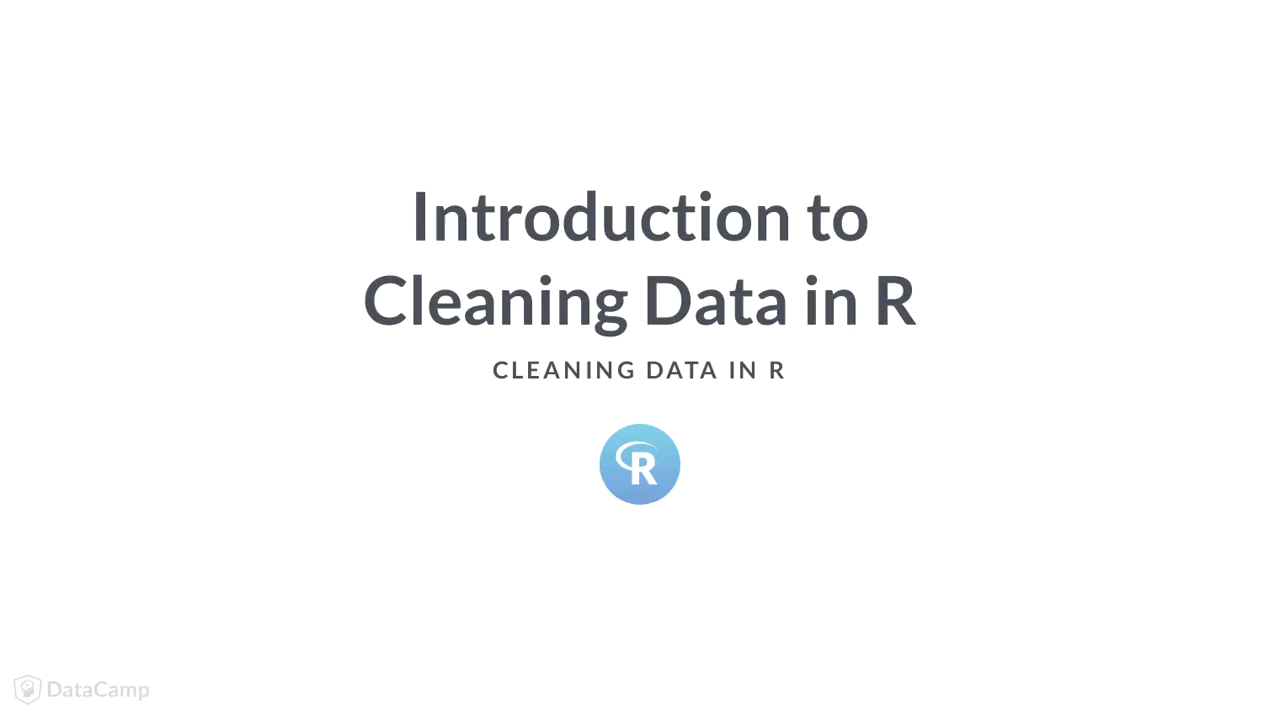 Introduction to
Cleaning Data in R
CLEANING DATA IN R
R
DataCamp